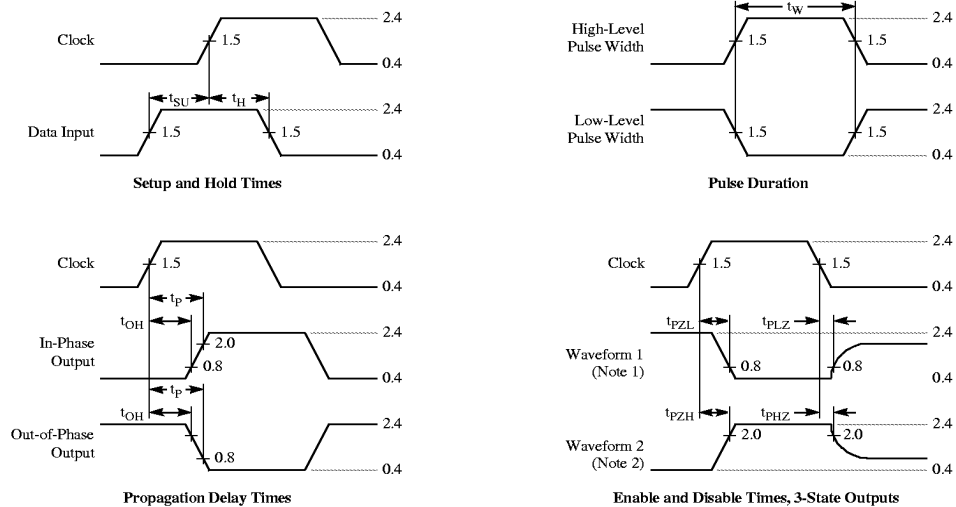 Clock
1.5
2.4
0.4
tSU
tH
Data Input
1.5
1.5
2.4
0.4
Setup and Hold Times
High-Level
Pulse Width
tW
1.5
1.5
2.4
0.4
Low-Level
Pulse Width
1.5
1.5
2.4
0.4
Pulse Duration
Clock
1.5
2.4
0.4
tP
tOH
In-Phase
Output
2.0
0.8
2.4
0.4
tP
tOH
Out-of-Phase
Output
0.8
2.4
0.4
Propagation Delay Times
Clock
1.5
1.5
2.4
0.4
tPZL
tPLZ
Waveform 1
(Note 1)
0.8
0.8
2.4
0.4
tPZH
tPHZ
Waveform 2
(Note 2)
2.0
2.0
2.4
0.4
Enable and Disable Times, 3-State Outputs